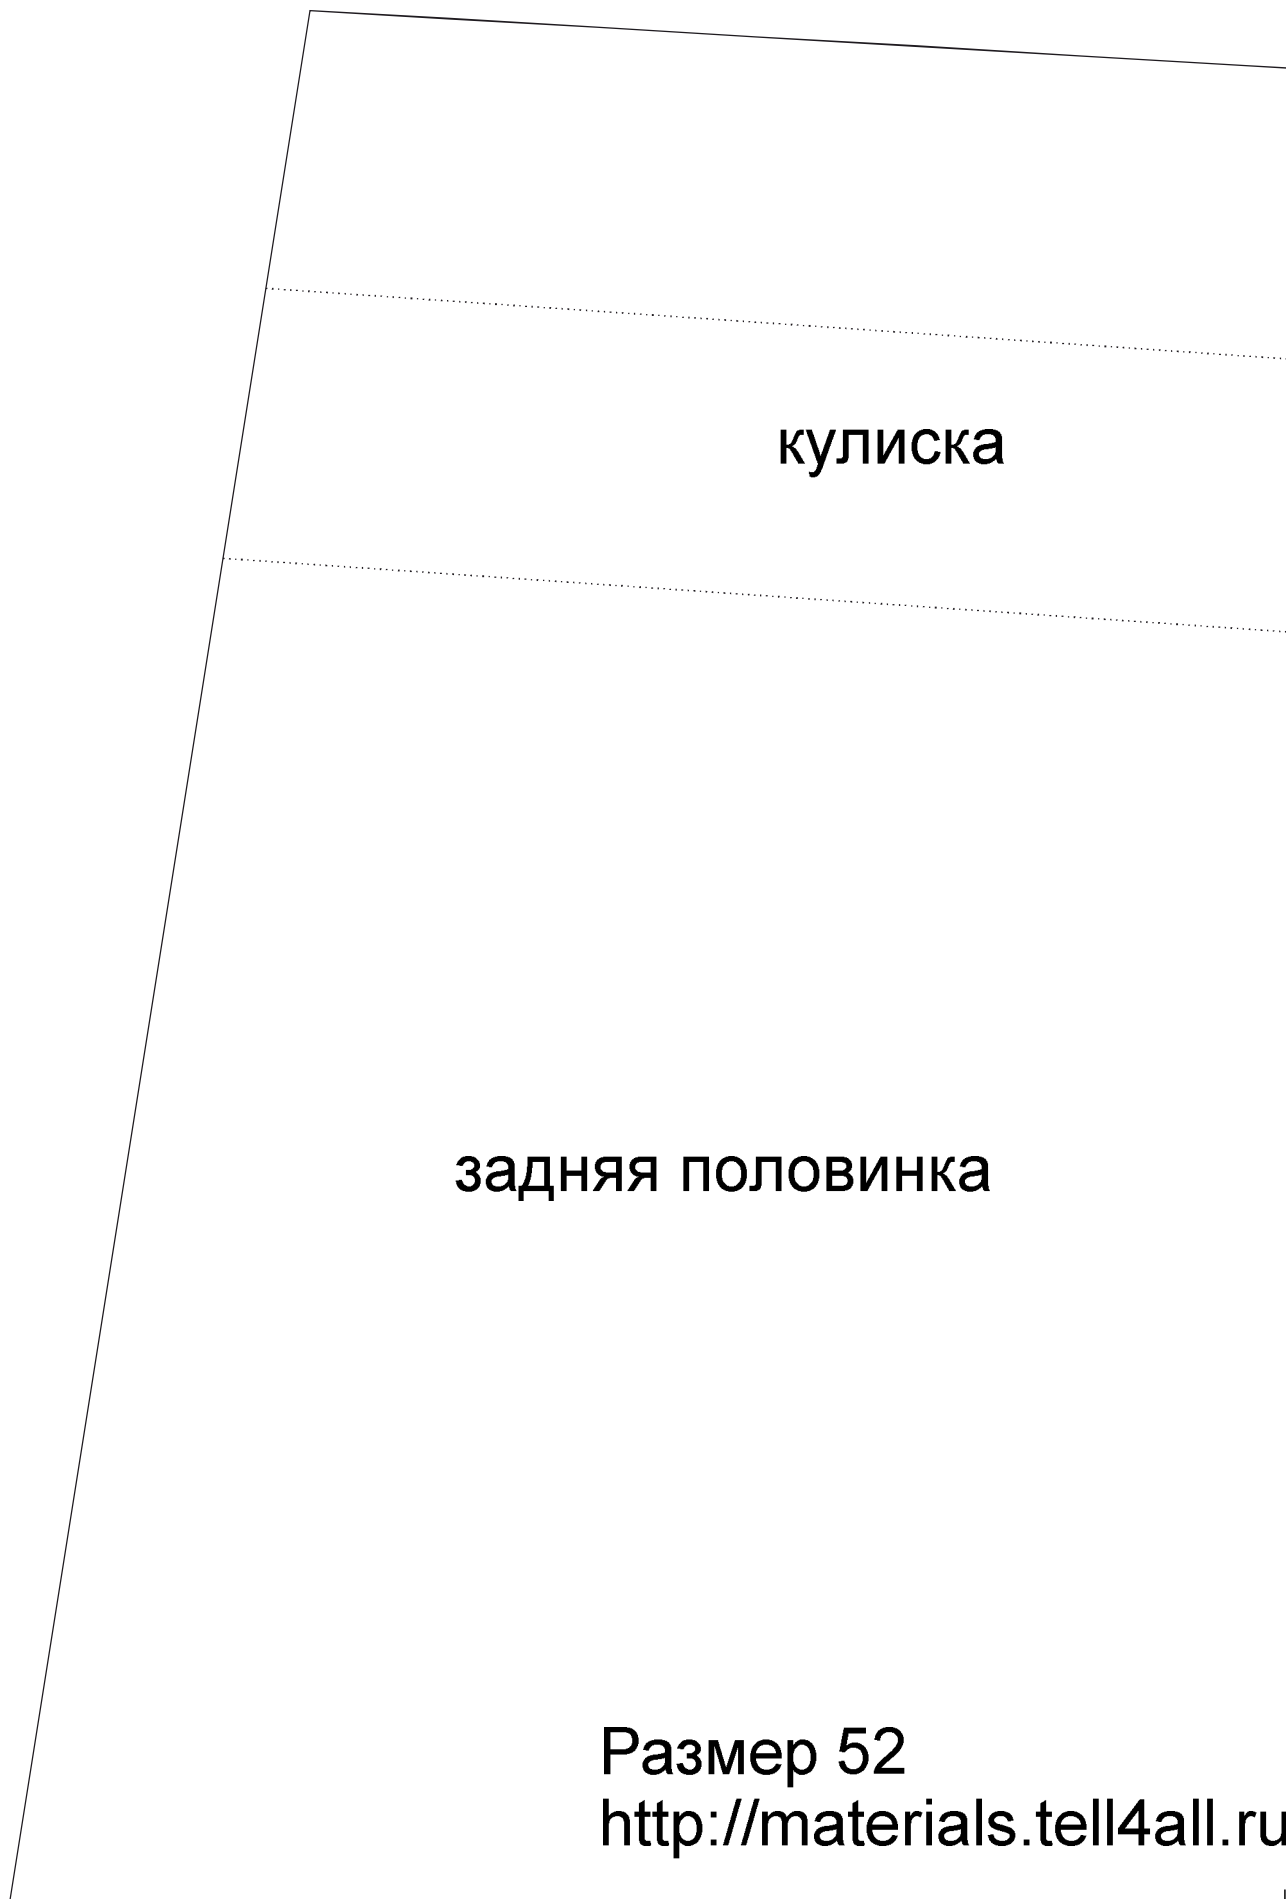 кулиска
задняя половинка
Размер 52
http://materials.tell4all.ru